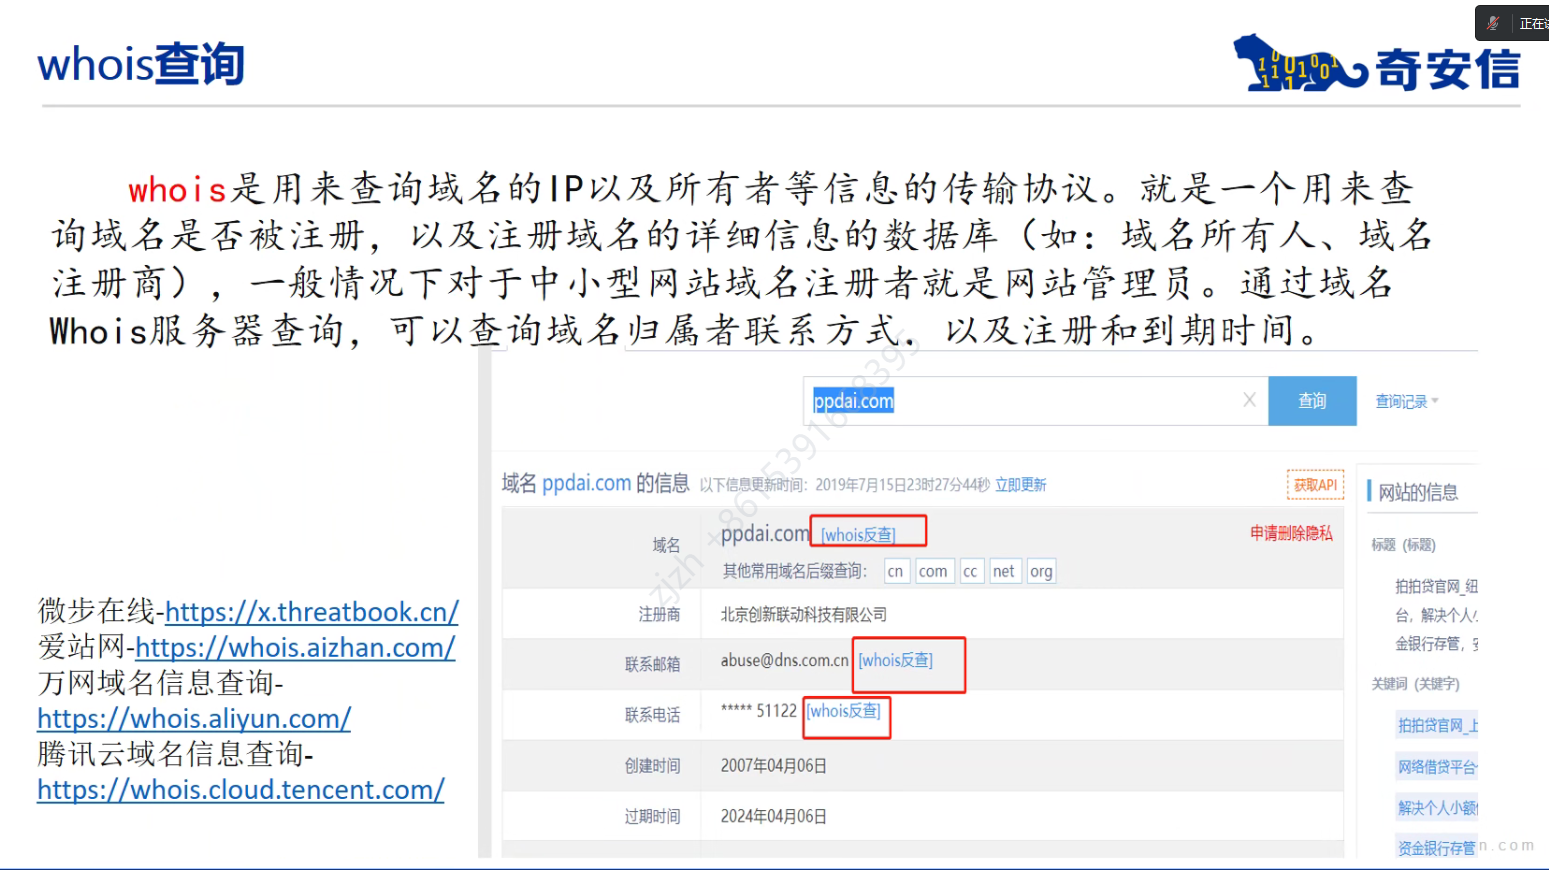 正在
whois查询
奇安信
whois是用来查询域名的IP以及所有者等信息的传输协议。就是一个用来查
询域名是否被注册，以及注册域名的详细信息的数据库（如：域名所有人、域名
注册商），一般情况下对于中小型网站域名注册者就是网站管理员。通过域名
Whois服务器查询，可以查询域名归属者联系方式，以及注册和到期时间。
ppdai.com
X
查询
查询记录
域名 ppdai.com 的信息 以下信息更新时间：2019年7月15日23时27分44秒 立即更新
获取API
域名
ppdai.com [whois反查]
申请删除隐私
其他常用域名后缀查询： cn com cc net org
注册商
北京创新联动科技有限公司
联系邮箱
abuse@dns.com.cn [whois反查]
联系电话
***** 51122 [whois反查]
创建时间
2007年04月06日
过期时间
2024年04月06日
网站的信息
标题（标题）
拍拍贷官网_纽
台，解决个人小
金银行存管，安
关键词（关键字）
拍拍贷官网_上
网络借贷平台
解决个人小额
资金银行存管
n.com
微步在线-https://x.threatbook.cn/
爱站网-https://whois.aizhan.com/
万网域名信息查询-
https://whois.aliyun.com/
腾讯云域名信息查询-
https://whois.cloud.tencent.com/